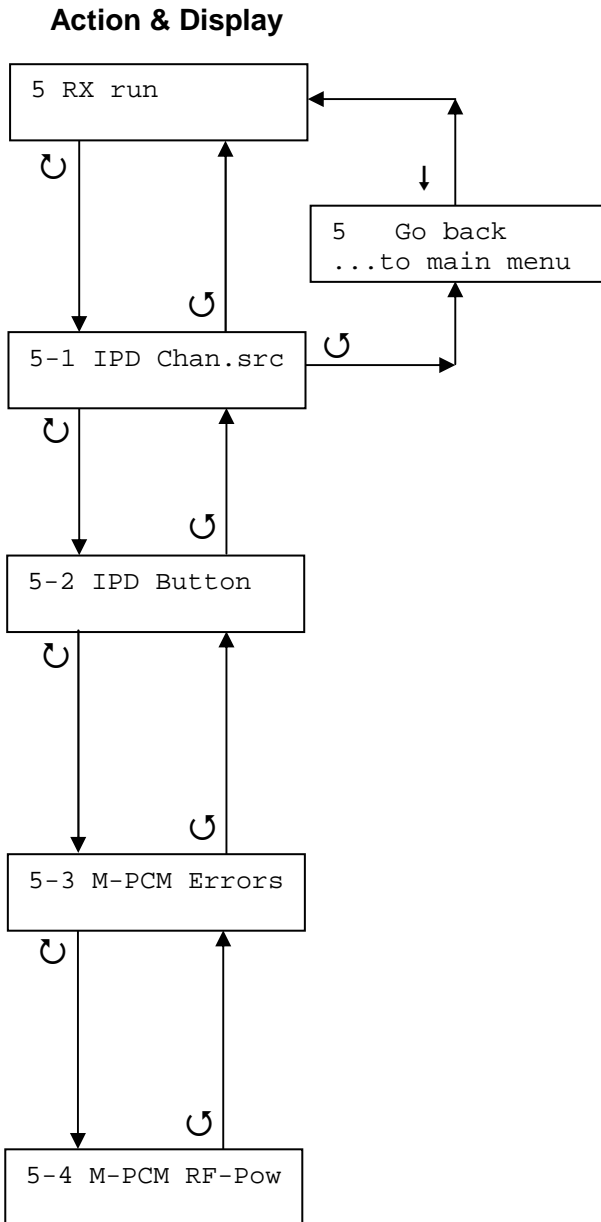 Action & Display
5 RX run
5 Go back
...to main menu
5-1 IPD Chan.src
5-2 IPD Button
5-3 M-PCM Errors
5-4 M-PCM RF-Pow